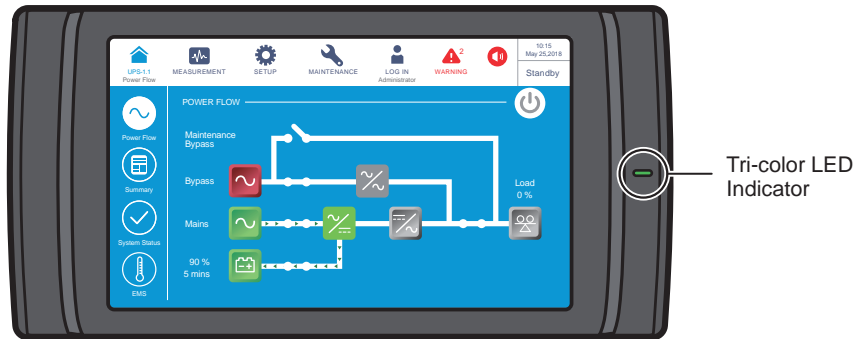 UPS-1.1
Power Flow
MEASUREMENT
SETUP
MAINTENANCE
LOG IN
Administrator
2
WARNING
10:15
May 25,2018
Standby
Power Flow
Summary
System Status
EMS
POWER FLOW
Maintenance
Bypass
Bypass
Mains
90 %
5 mins
Load
0 %
Tri-color LED
Indicator